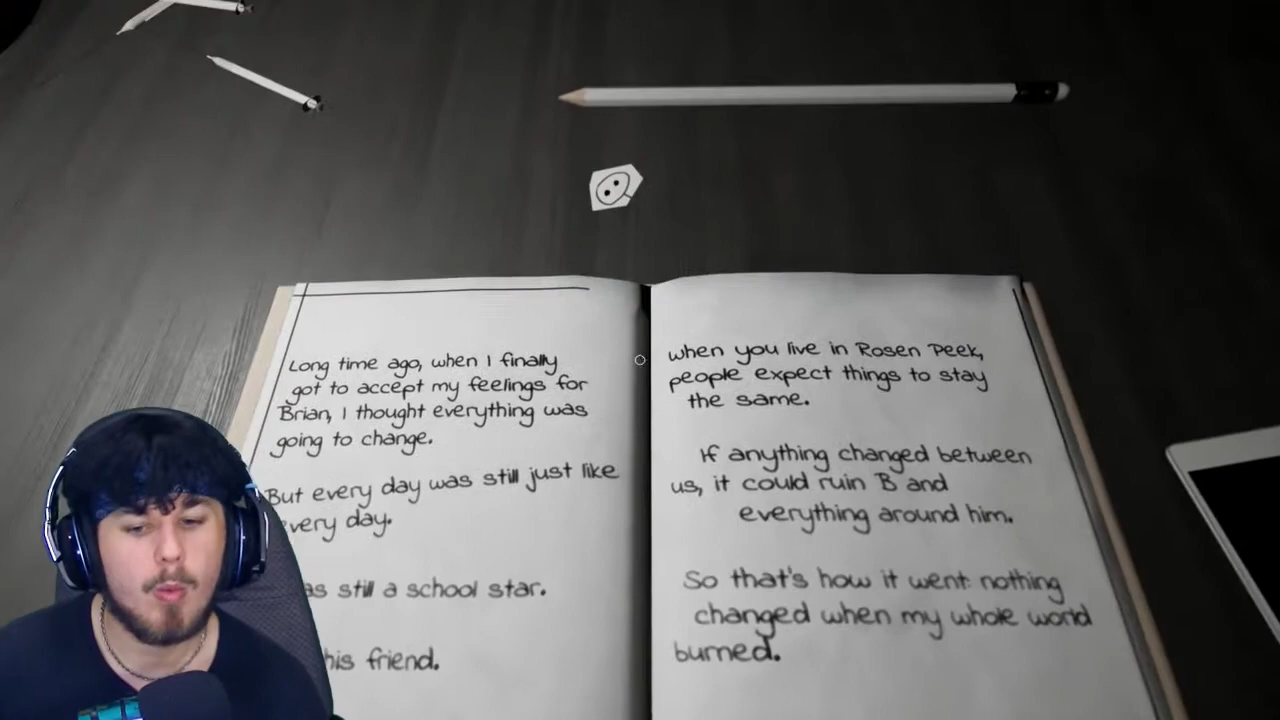 Long time ago, when I finally
got to accept my feelings for
Brian, I thought everything was
going to change.
But every day was still just like
every day.
still a school star.
his friend.
when you live in Rosen Peek,
people expect things to stay
the same.
If anything changed between
us, it could ruin B and
everything around him.
So that's how it went: nothing
changed when my whole world
burned.